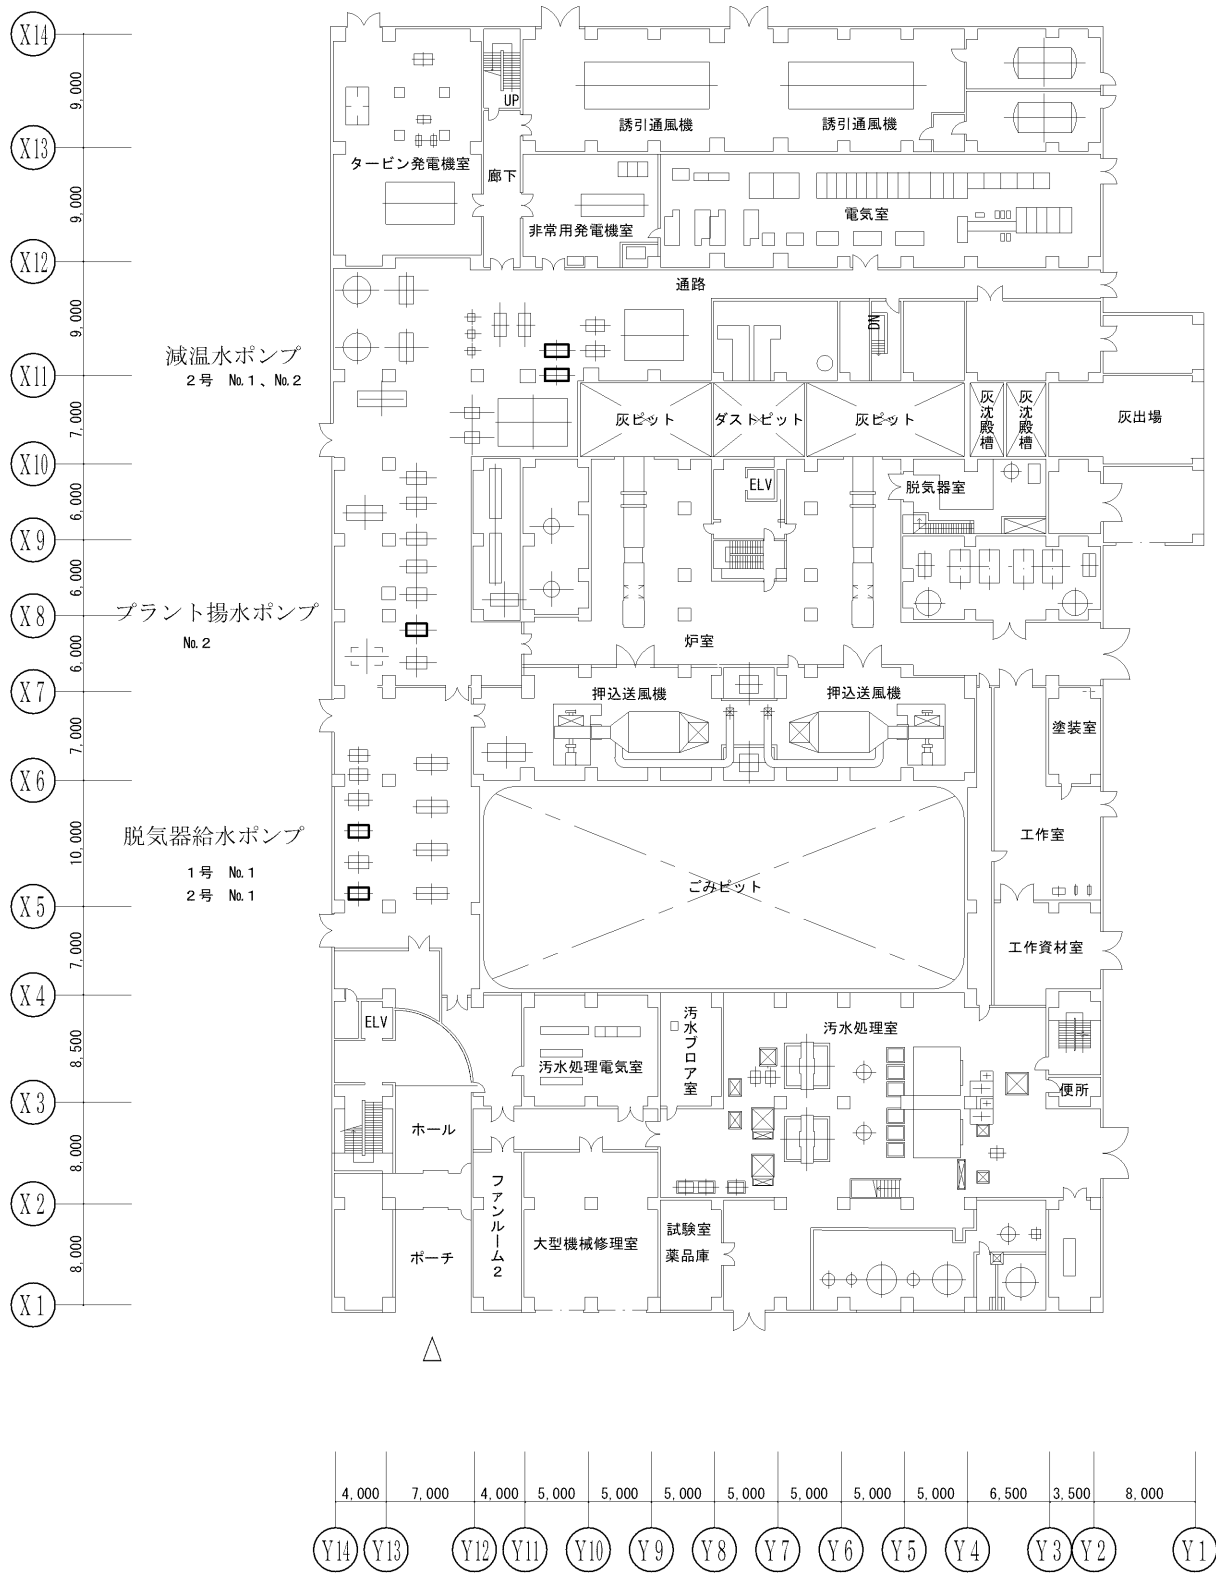 X14
9,000
UP
誘引通風機
誘引通風機
X13
タービン発電機室
廊下
9,000
電気室
非常用発電機室
X12
通路
9,000
DN
減温水ポンプ
2号 No.1、No.2
X11
灰ピット
ダストピット
灰ピット
灰沈殿槽
灰沈殿槽
灰出場
7,000
X10
ELV
脱気器室
6,000
X9
6,000
プラント揚水ポンプ
No.2
X8
炉室
6,000
X7
押込送風機
押込送風機
塗装室
7,000
X6
脱気器給水ポンプ
1号 No.1
2号 No.1
工作室
10,000
ごみピット
X5
工作資材室
7,000
X4
ELV
汚水ブロア室
汚水処理室
8,500
汚水処理電気室
便所
X3
ホール
8,000
ファンルーム2
X2
大型機械修理室
試験室
薬品庫
ポーチ
8,000
X1
4,000 7,000 4,000 5,000 5,000 5,000 5,000 5,000 5,000 5,000 6,500 3,500 8,000
Y14 Y13 Y12 Y11 Y10 Y9 Y8 Y7 Y6 Y5 Y4 Y3 Y2 Y1